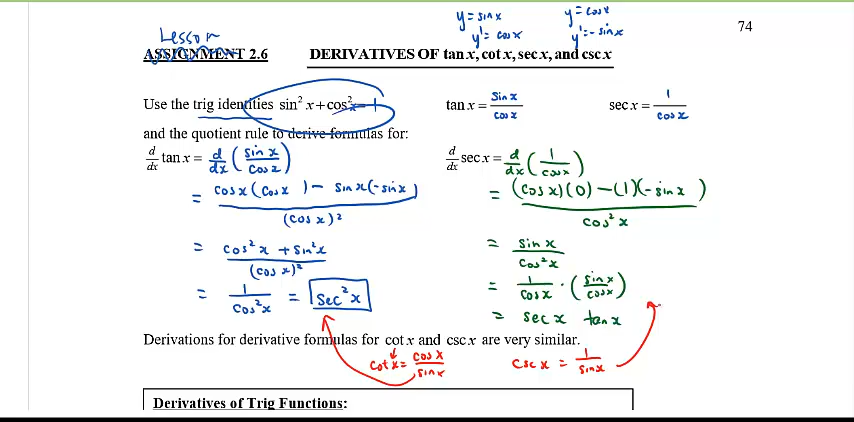 y = sin x
y' = cos x
y = cos x
y' = - sin x
74
Lesson
ASSIGNMENT 2.6
DERIVATIVES OF tan x, cot x, sec x, and csc x
Use the trig identities sin² x + cos² x = 1
tan x = sin x / cos x
sec x = 1 / cos x
and the quotient rule to derive formulas for:
d/dx tan x = d/dx (sin x / cos x)
= cos x (cos x) - sin x (-sin x) / (cos x)²
= cos² x + sin² x / (cos x)²
= 1 / cos² x = sec² x
d/dx sec x = d/dx (1 / cos x)
= (cos x)(0) - (1)(-sin x) / cos² x
= sin x / cos² x
= 1 / cos x · (sin x / cos x)
= sec x tan x
Derivations for derivative formulas for cot x and csc x are very similar.
cot x = cos x / sin x
csc x = 1 / sin x
Derivatives of Trig Functions: